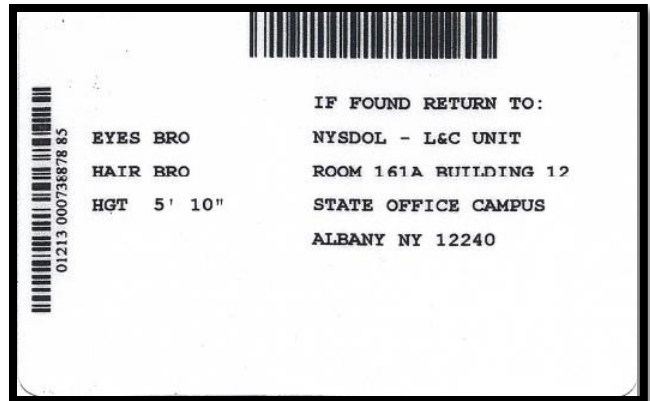 IF FOUND RETURN TO:
EYES BRO NYSDOL - L&C UNIT
HAIR BRO ROOM 161A BUILDING 12
HGT 5' 10" STATE OFFICE CAMPUS
ALBANY NY 12240
01213 000738878 85